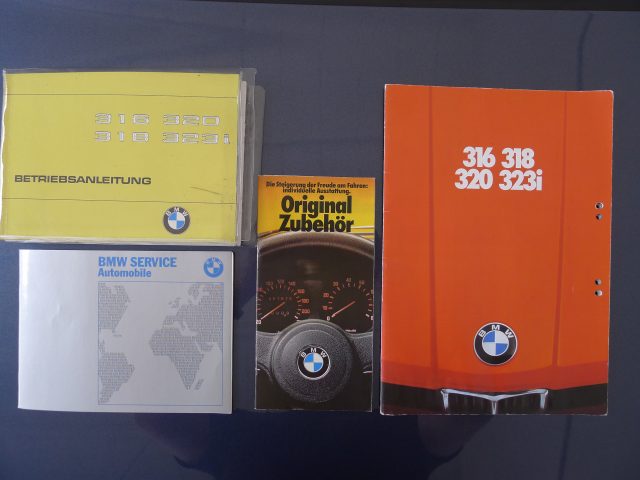 316 320
318 323i
BETRIEBSANLEITUNG
BMW
BMW SERVICE
Automobile
Die Steigerung der Freude am Fahren:
individuelle Ausstattung.
Original
Zubehör
BMW
316 318
320 323i
BMW